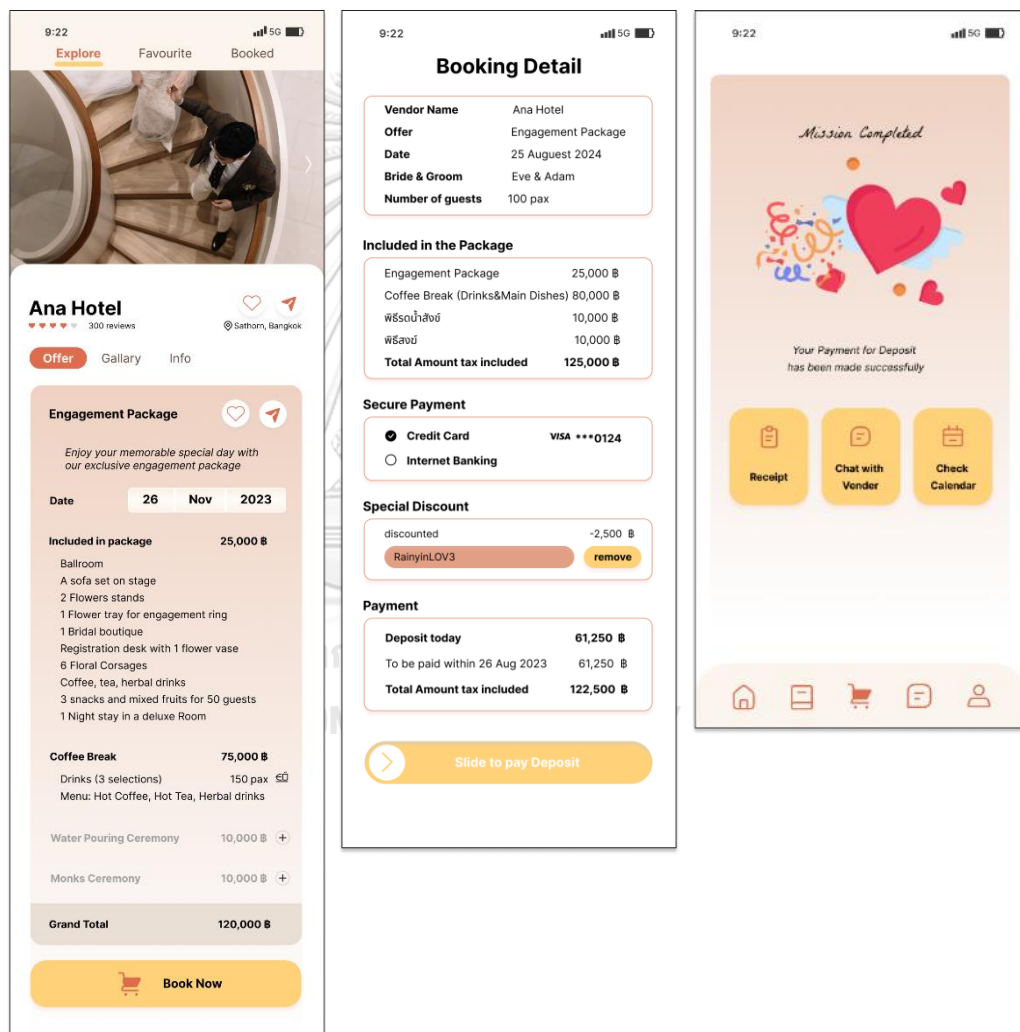 9:22
5G
Explore Favourite Booked
Ana Hotel
300 reviews
Sathorn, Bangkok
Offer Gallary Info
Engagement Package
Enjoy your memorable special day with
our exclusive engagement package
Date 26 Nov 2023
Included in package 25,000 ฿
Ballroom
A sofa set on stage
2 Flowers stands
1 Flower tray for engagement ring
1 Bridal boutique
Registration desk with 1 flower vase
6 Floral Corsages
Coffee, tea, herbal drinks
3 snacks and mixed fruits for 50 guests
1 Night stay in a deluxe Room
Coffee Break 75,000 ฿
Drinks (3 selections) 150 pax
Menu: Hot Coffee, Hot Tea, Herbal drinks
Water Pouring Ceremony 10,000 ฿ +
Monks Ceremony 10,000 ฿ +
Grand Total 120,000 ฿
Book Now
9:22
5G
Booking Detail
Vendor Name Ana Hotel
Offer Engagement Package
Date 25 Auguest 2024
Bride & Groom Eve & Adam
Number of guests 100 pax
Included in the Package
Engagement Package 25,000 ฿
Coffee Break (Drinks&Main Dishes) 80,000 ฿
พิธีรดน้ำสังข์ 10,000 ฿
พิธีสงฆ์ 10,000 ฿
Total Amount tax included 125,000 ฿
Secure Payment
Credit Card VISA ***0124
Internet Banking
Special Discount
discounted -2,500 ฿
RainyinLOV3 remove
Payment
Deposit today 61,250 ฿
To be paid within 26 Aug 2023 61,250 ฿
Total Amount tax included 122,500 ฿
Slide to pay Deposit
9:22
5G
Mission Completed
Your Payment for Deposit
has been made successfully
Receipt
Chat with
Vender
Check
Calendar